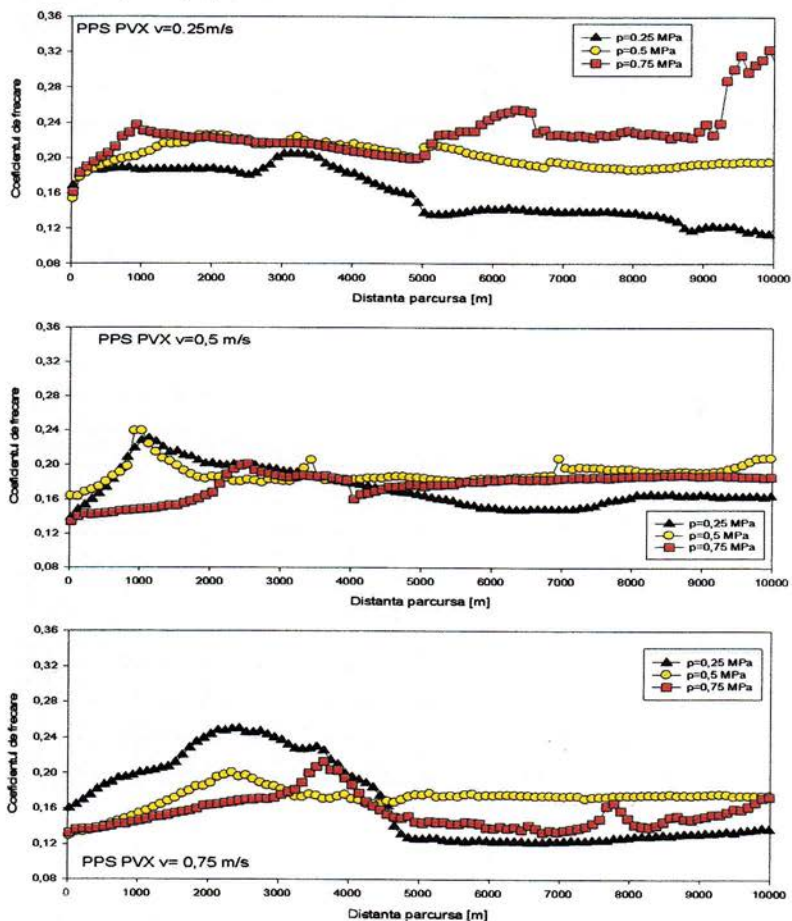 0,36
PPS PVX v=0.25m/s
p=0.25 MPa
p=0.5 MPa
p=0.75 MPa
0,32
0,28
0,24
0,20
0,16
0,12
0,08
Coeficientul de frecare
0 1000 2000 3000 4000 5000 6000 7000 8000 9000 10000
Distanta parcursa [m]
0,36
PPS PVX v=0,5 m/s
0,32
0,28
0,24
0,20
0,16
0,12
0,08
Coeficientul de frecare
p=0,25 MPa
p=0,5 MPa
p=0,75 MPa
0 1000 2000 3000 4000 5000 6000 7000 8000 9000 10000
Distanta parcursa [m]
0,36
0,32
0,28
0,24
0,20
0,16
0,12
0,08
Coeficientul de frecare
p=0,25 MPa
p=0,5 MPa
p=0,75 MPa
PPS PVX v= 0,75 m/s
0 1000 2000 3000 4000 5000 6000 7000 8000 9000 10000
Distanta parcursa [m]